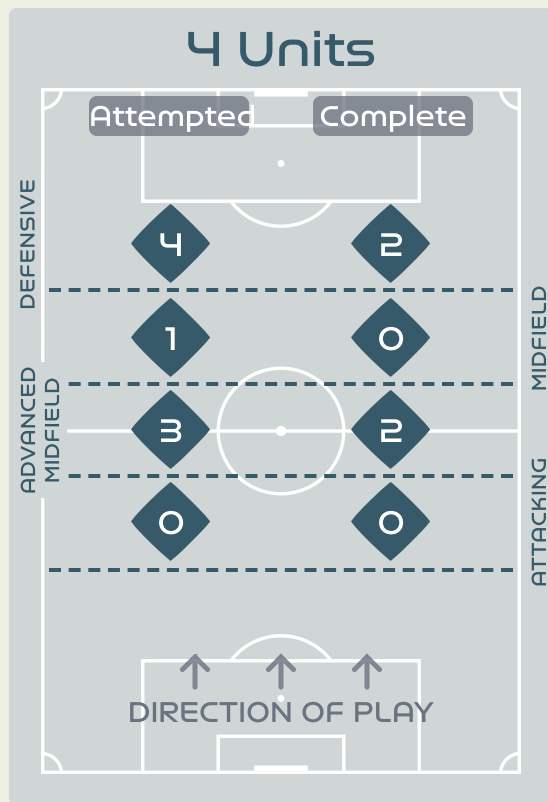 4 Units
Attempted Complete
DEFENSIVE
4 2
MIDFIELD
1 0
ADVANCED
MIDFIELD
3 2
ATTACKING
0 0
DIRECTION OF PLAY